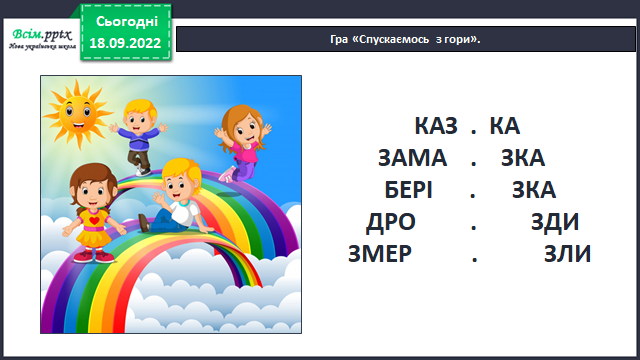 Всім.pptx
Нова українська школа
Сьогодні
18.09.2022
Гра «Спускаємось з гори».
КАЗ . КА
ЗАМА . ЗКА
БЕРІ . ЗКА
ДРО . ЗДИ
ЗМЕР . ЗЛИ